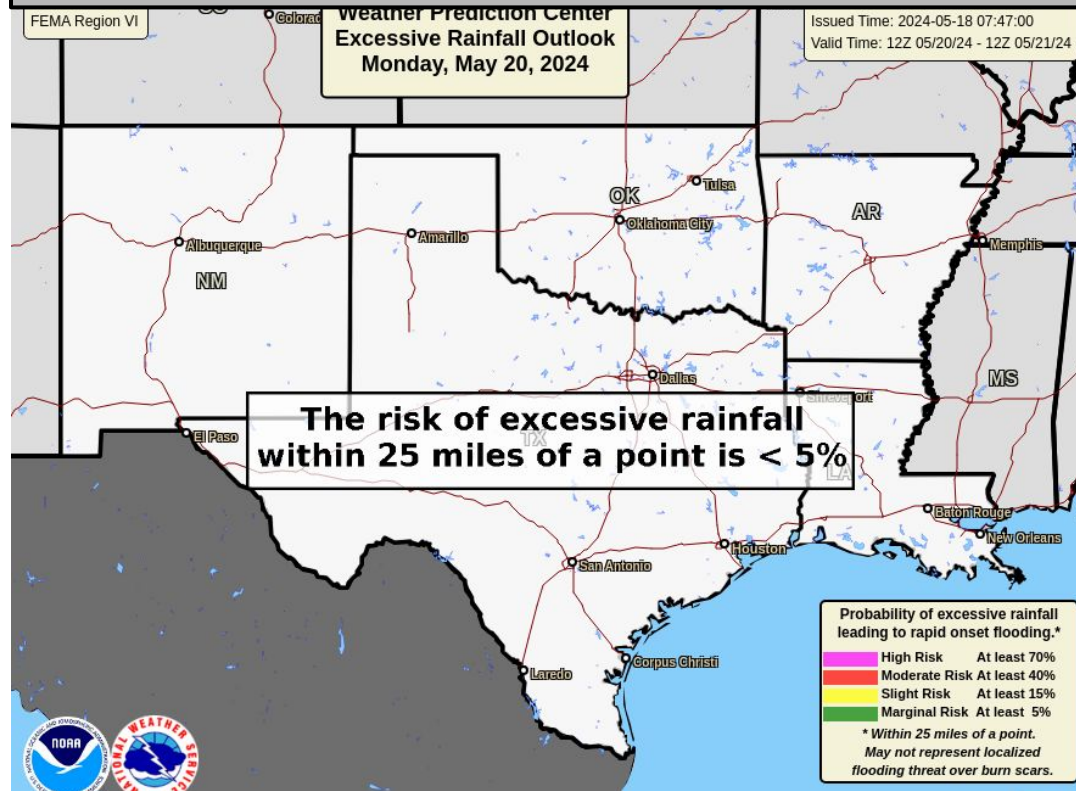 FEMA Region VI
Weather Prediction Center
Excessive Rainfall Outlook
Monday, May 20, 2024
Issued Time: 2024-05-18 07:47:00
Valid Time: 12Z 05/20/24 - 12Z 05/21/24
Tulsa
OK
AR
Oklahoma City
Amarillo
Albuquerque
Memphis
NM
Dallas
MS
Shreveport
The risk of excessive rainfall
within 25 miles of a point is < 5%
El Paso
TX
LA
Baton Rouge
New Orleans
Houston
San Antonio
Corpus Christi
Laredo
Probability of excessive rainfall
leading to rapid onset flooding.*
High Risk At least 70%
Moderate Risk At least 40%
Slight Risk At least 15%
Marginal Risk At least 5%
* Within 25 miles of a point.
May not represent localized
flooding threat over burn scars.
NOAA
NATIONAL WEATHER SERVICE